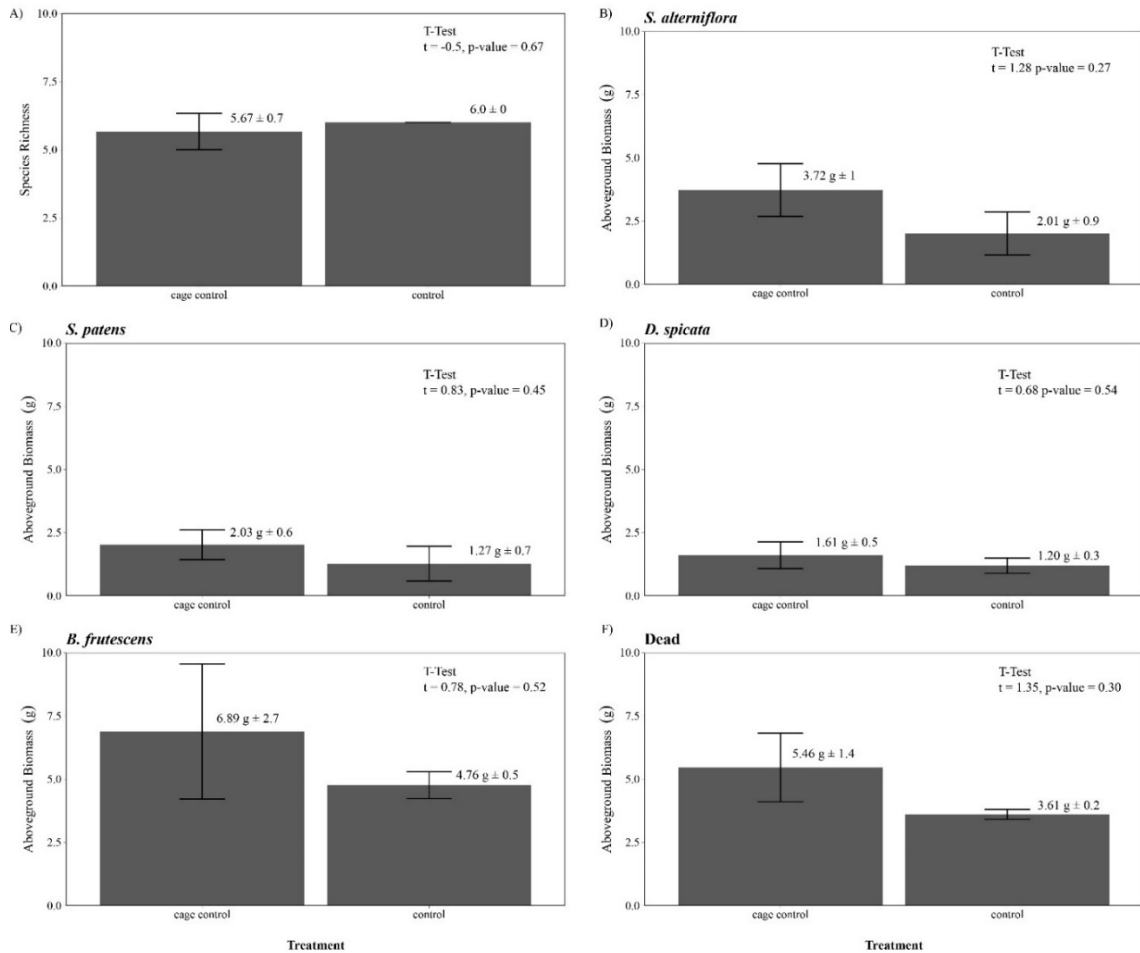 A)
10.0
7.5
5.0
2.5
0.0
Species Richness
T-Test
t = -0.5, p-value = 0.67
5.67 ± 0.7
6.0 ± 0
cage control
control
B)
S. alterniflora
10.0
7.5
5.0
2.5
0.0
Aboveground Biomass (g)
T-Test
t = 1.28 p-value = 0.27
3.72 g ± 1
2.01 g ± 0.9
cage control
control
C)
S. patens
10.0
7.5
5.0
2.5
0.0
Aboveground Biomass (g)
T-Test
t = 0.83, p-value = 0.45
2.03 g ± 0.6
1.27 g ± 0.7
cage control
control
D)
D. spicata
10.0
7.5
5.0
2.5
0.0
Aboveground Biomass (g)
T-Test
t = 0.68 p-value = 0.54
1.61 g ± 0.5
1.20 g ± 0.3
cage control
control
E)
B. frutescens
10.0
7.5
5.0
2.5
0.0
Aboveground Biomass (g)
T-Test
t = 0.78, p-value = 0.52
6.89 g ± 2.7
4.76 g ± 0.5
cage control
control
F)
Dead
10.0
7.5
5.0
2.5
0.0
Aboveground Biomass (g)
T-Test
t = 1.35, p-value = 0.30
5.46 g ± 1.4
3.61 g ± 0.2
cage control
control
Treatment
Treatment